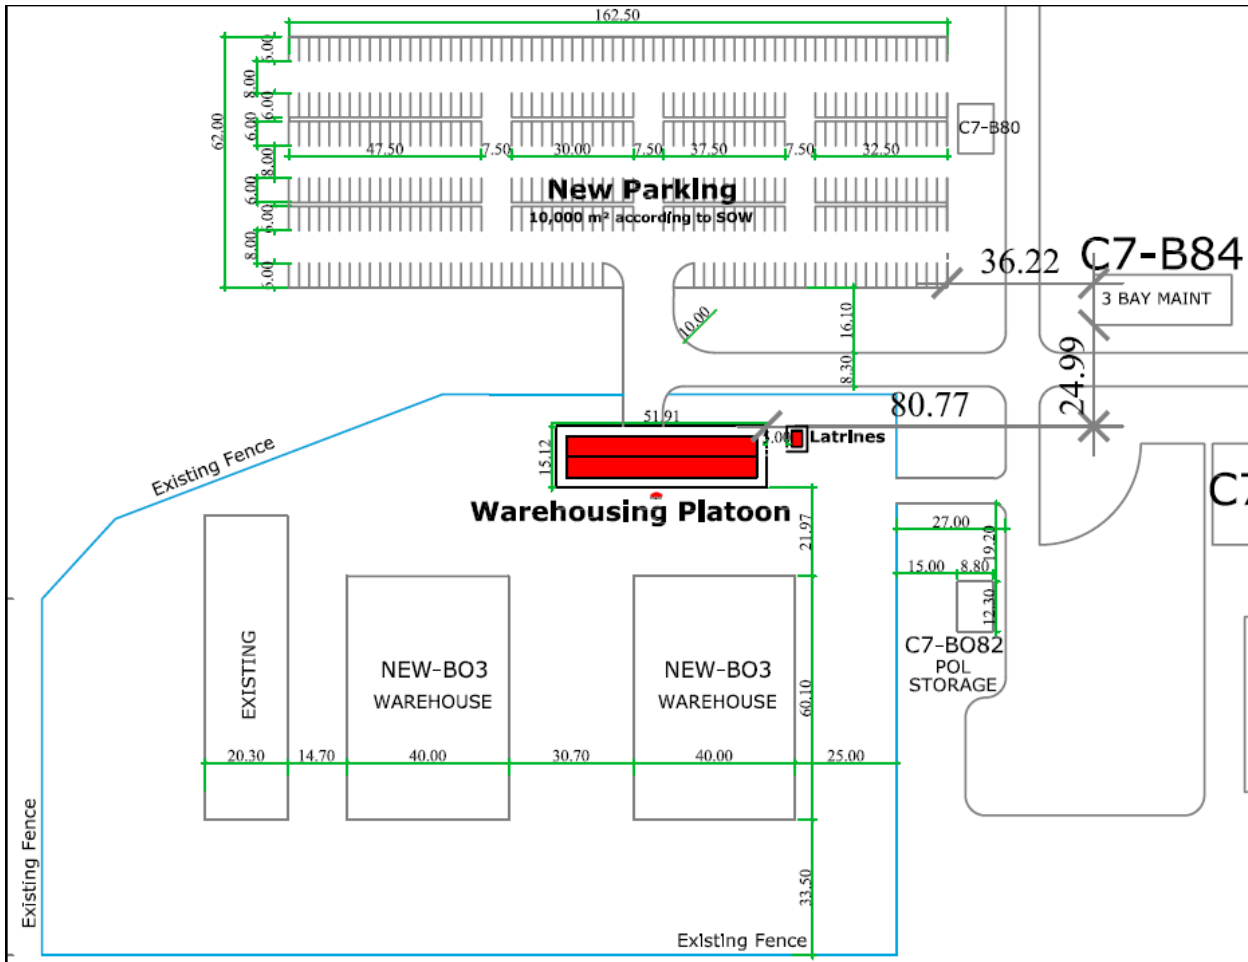 162.50
6.00
8.00
6.00
62.00
6.00
C7-B80
47.50
7.50
30.00
7.50
37.50
7.50
32.50
8.00
6.00
New Parking
10,000 m² according to SOW
6.00
8.00
6.00
36.22
C7-B84
3 BAY MAINT
10.00
16.10
8.30
24.99
80.77
51.91
15.12
Latrines
Existing Fence
Warehousing Platoon
C7
21.97
27.00
19.20
15.00
8.80
12.30
C7-BO82
POL
STORAGE
EXISTING
NEW-BO3
WAREHOUSE
NEW-BO3
WAREHOUSE
60.10
20.30
14.70
40.00
30.70
40.00
25.00
Existing Fence
33.50
Existing Fence